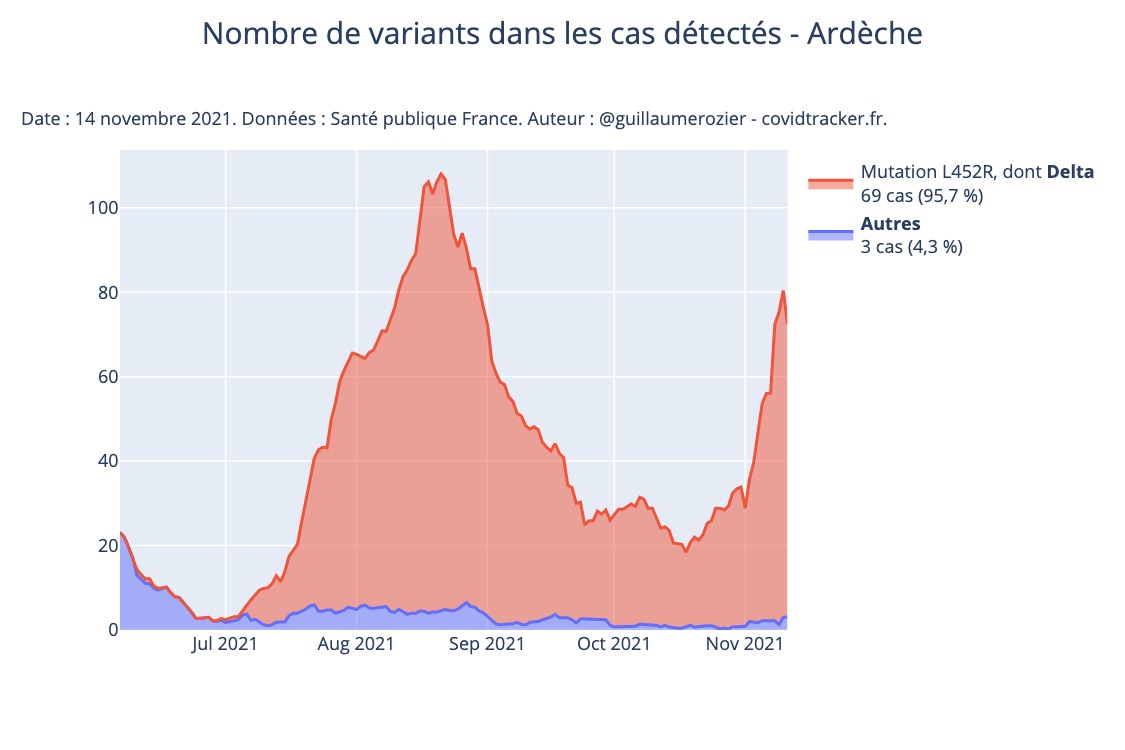 Nombre de variants dans les cas détectés - Ardèche
Date : 14 novembre 2021. Données : Santé publique France. Auteur : @guillaumerozier - covidtracker.fr.
Mutation L452R, dont Delta
69 cas (95,7 %)
Autres
3 cas (4,3 %)
100
80
60
40
20
0
Jul 2021
Aug 2021
Sep 2021
Oct 2021
Nov 2021